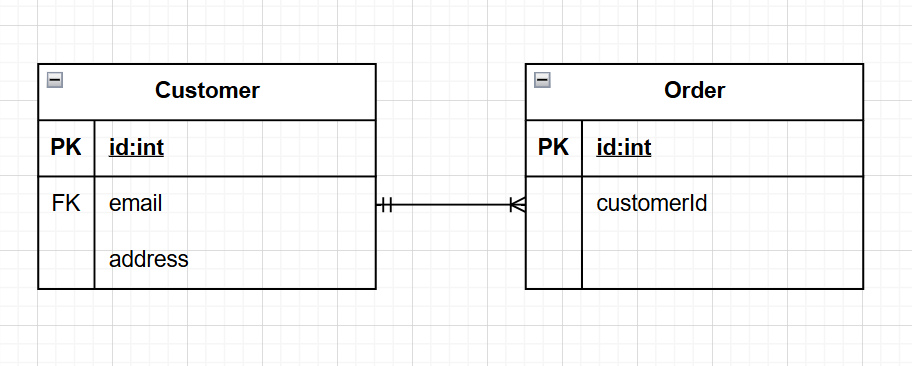 Customer
PK id:int
FK email
address
Order
PK id:int
customerId